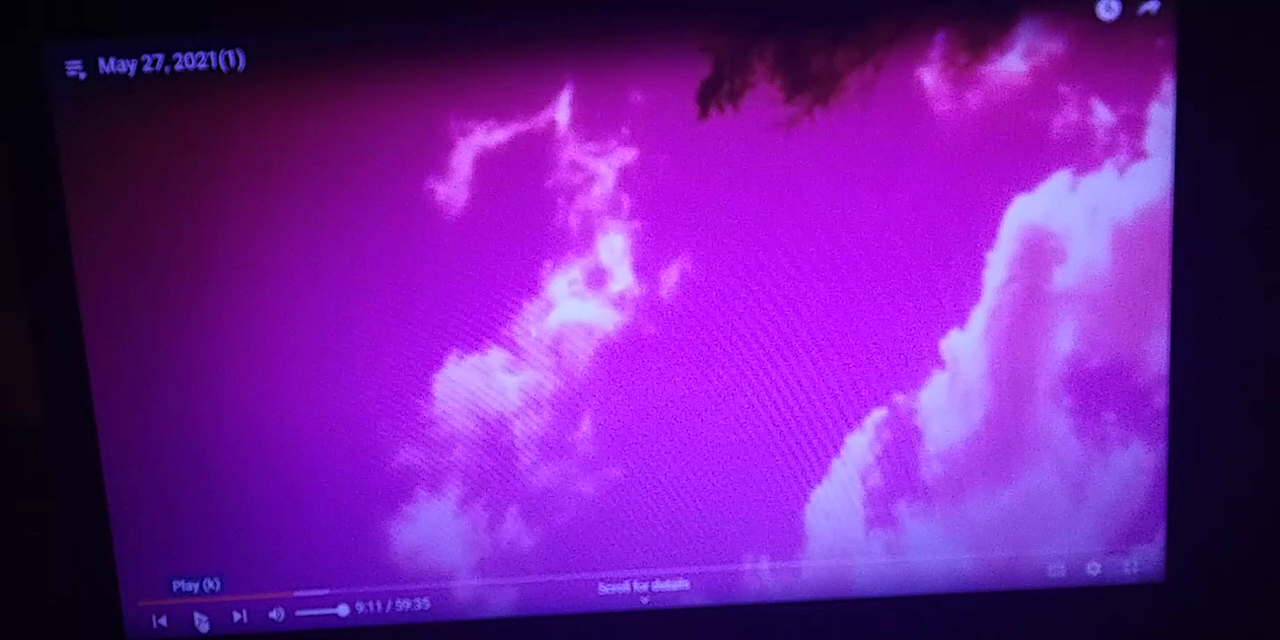 May 27, 2021(1)
Play (k)
Scroll for details
9:11 / 59:35